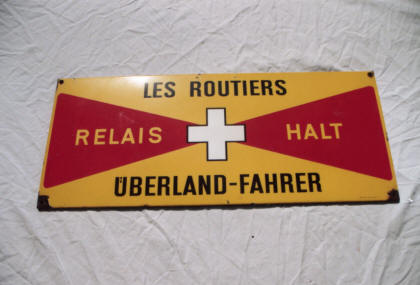 LES ROUTIERS
RELAIS HALT
ÜBERLAND-FAHRER